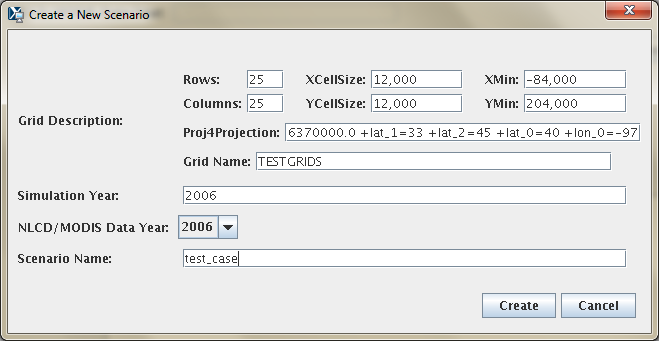 Create a New Scenario
Rows: 25 XCellSize: 12,000 XMin: -84,000
Columns: 25 YCellSize: 12,000 YMin: 204,000
Grid Description:
Proj4Projection: 6370000.0 +lat_1=33 +lat_2=45 +lat_0=40 +lon_0=-97
Grid Name: TESTGRIDS
Simulation Year: 2006
NLCD/MODIS Data Year: 2006
Scenario Name: test_case
Create Cancel